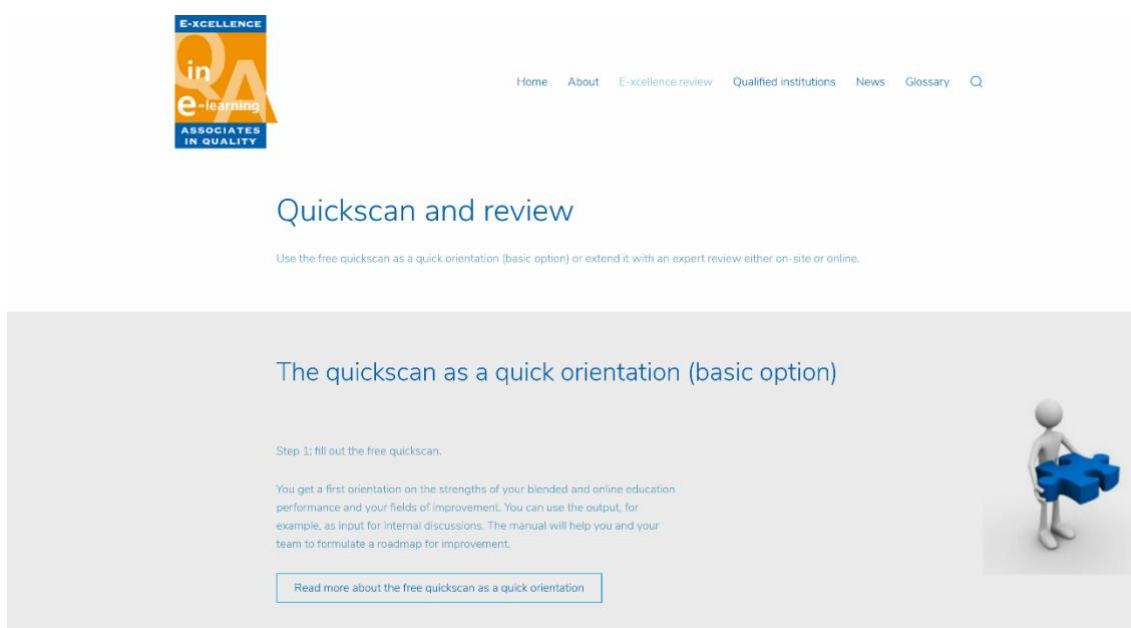 E-XCELLENCE
QA
in
e-learning
ASSOCIATES
IN QUALITY
Home About E-xcellence review Qualified institutions News Glossary
Quickscan and review
Use the free quickscan as a quick orientation (basic option) or extend it with an expert review either on-site or online.
The quickscan as a quick orientation (basic option)
Step 1: fill out the free quickscan.
You get a first orientation on the strengths of your blended and online education
performance and your fields of improvement. You can use the output, for
example, as input for internal discussions. The manual will help you and your
team to formulate a roadmap for improvement.
Read more about the free quickscan as a quick orientation